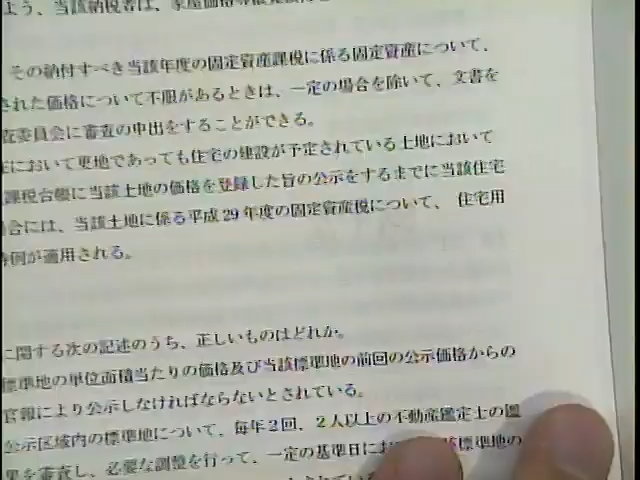 よう、当該納税者は、家屋価格等
その納付すべき当該年度の固定資産課税に係る固定資産について、
された価格について不服があるときは、一定の場合を除いて、文書を
査委員会に審査の申出をすることができる。
において更地であっても住宅の建設が予定されている土地において
課税台帳に当該土地の価格を登録した旨の公示をするまでに当該住宅
合には、当該土地に係る平成29年度の固定資産税について、 住宅用
特例が適用される。
に関する次の記述のうち、正しいものはどれか。
標準地の単位面積当たりの価格及び当該標準地の前回の公示価格からの
官報により公示しなければならないとされている。
公示区域内の標準地について、毎年2回、2人以上の不動産鑑定士の鑑
果を審査し、必要な調整を行って、一定の基準日にお 標準地の